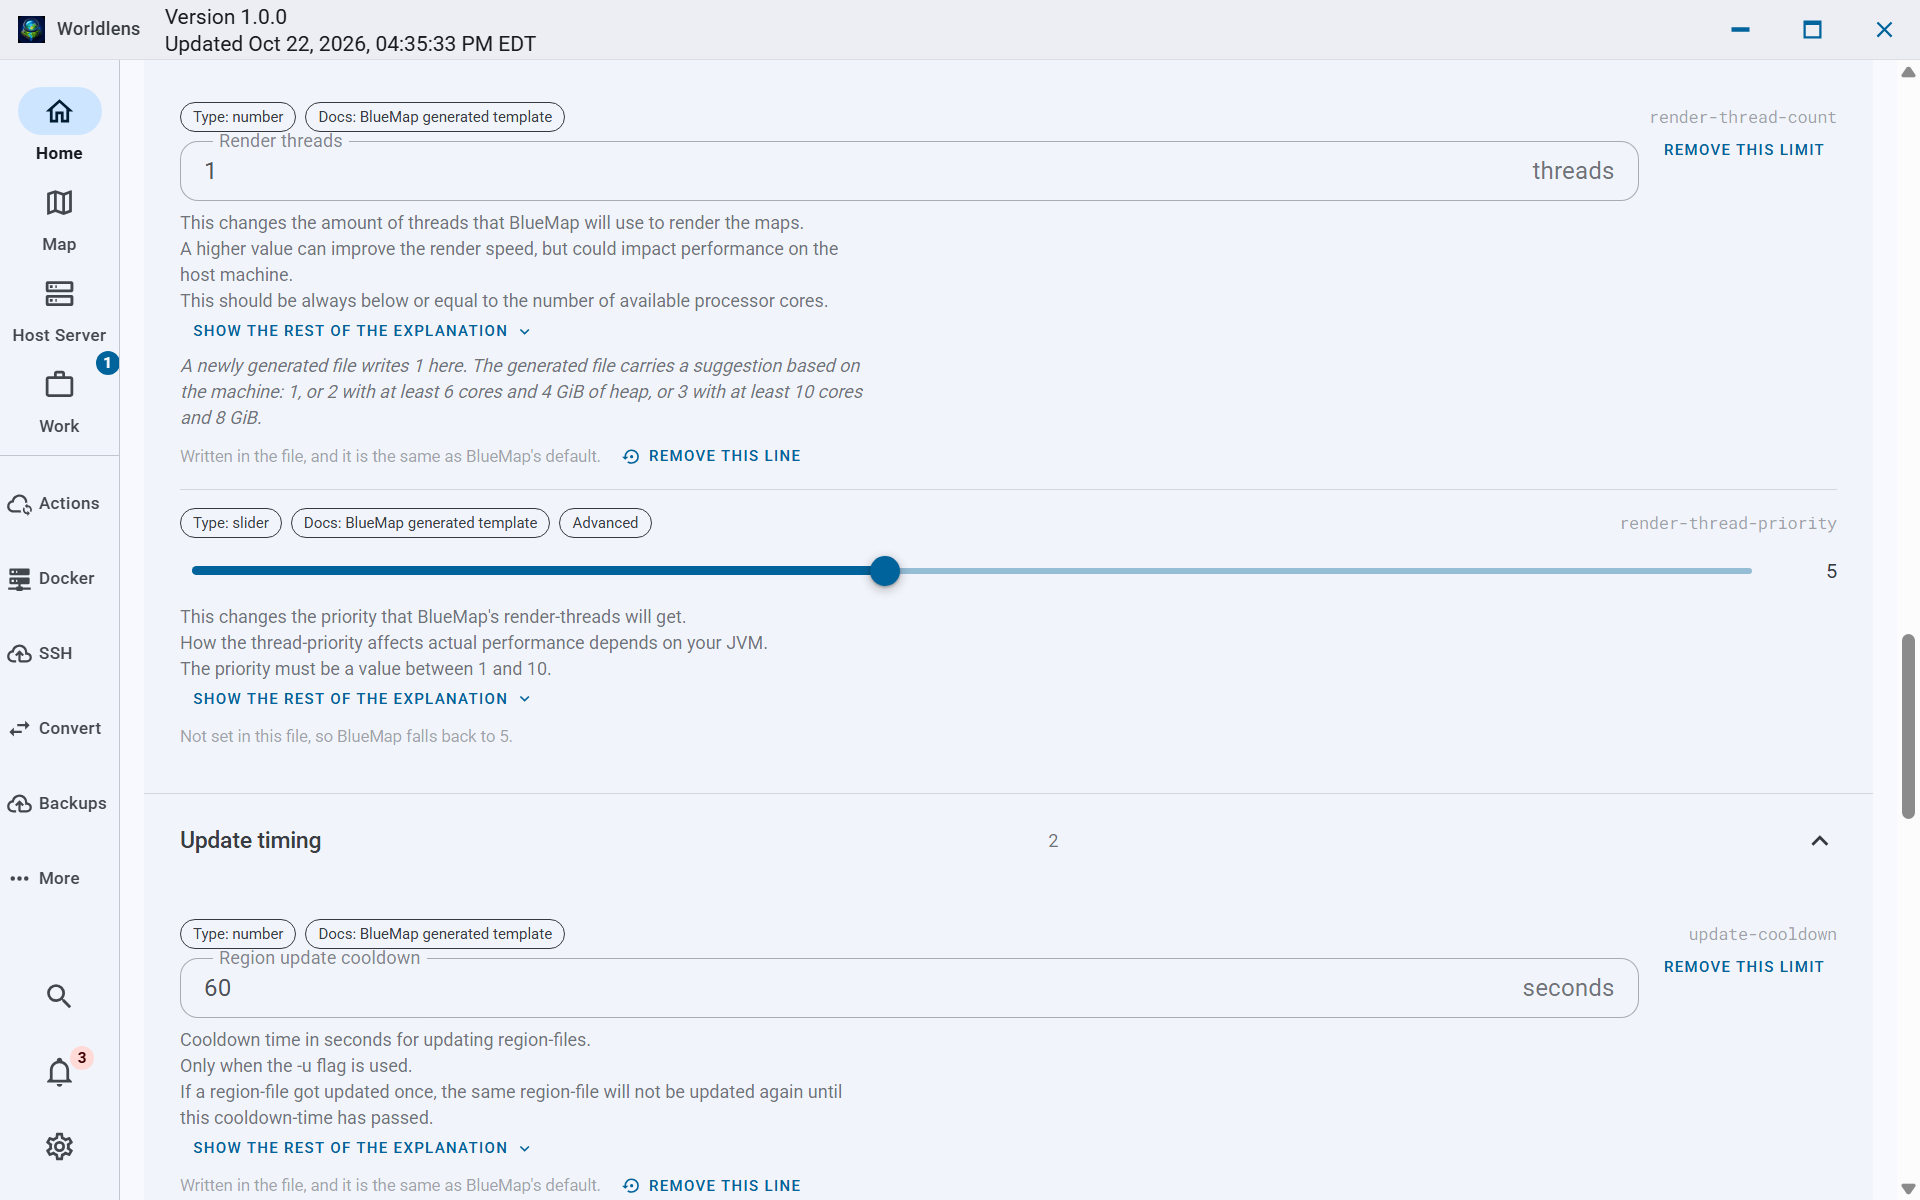 Worldlens
Version 1.0.0
Updated Oct 22, 2026, 04:35:33 PM EDT
Home
Map
Host Server
1
Work
Actions
Docker
SSH
Convert
Backups
More
3
Type: number
Docs: BlueMap generated template
render-thread-count
Render threads
1
threads
REMOVE THIS LIMIT
This changes the amount of threads that BlueMap will use to render the maps.
A higher value can improve the render speed, but could impact performance on the
host machine.
This should be always below or equal to the number of available processor cores.
SHOW THE REST OF THE EXPLANATION
A newly generated file writes 1 here. The generated file carries a suggestion based on
the machine: 1, or 2 with at least 6 cores and 4 GiB of heap, or 3 with at least 10 cores
and 8 GiB.
Written in the file, and it is the same as BlueMap's default.
REMOVE THIS LINE
Type: slider
Docs: BlueMap generated template
Advanced
render-thread-priority
5
This changes the priority that BlueMap's render-threads will get.
How the thread-priority affects actual performance depends on your JVM.
The priority must be a value between 1 and 10.
SHOW THE REST OF THE EXPLANATION
Not set in this file, so BlueMap falls back to 5.
Update timing
2
Type: number
Docs: BlueMap generated template
update-cooldown
Region update cooldown
60
seconds
REMOVE THIS LIMIT
Cooldown time in seconds for updating region-files.
Only when the -u flag is used.
If a region-file got updated once, the same region-file will not be updated again until
this cooldown-time has passed.
SHOW THE REST OF THE EXPLANATION
Written in the file, and it is the same as BlueMap's default.
REMOVE THIS LINE